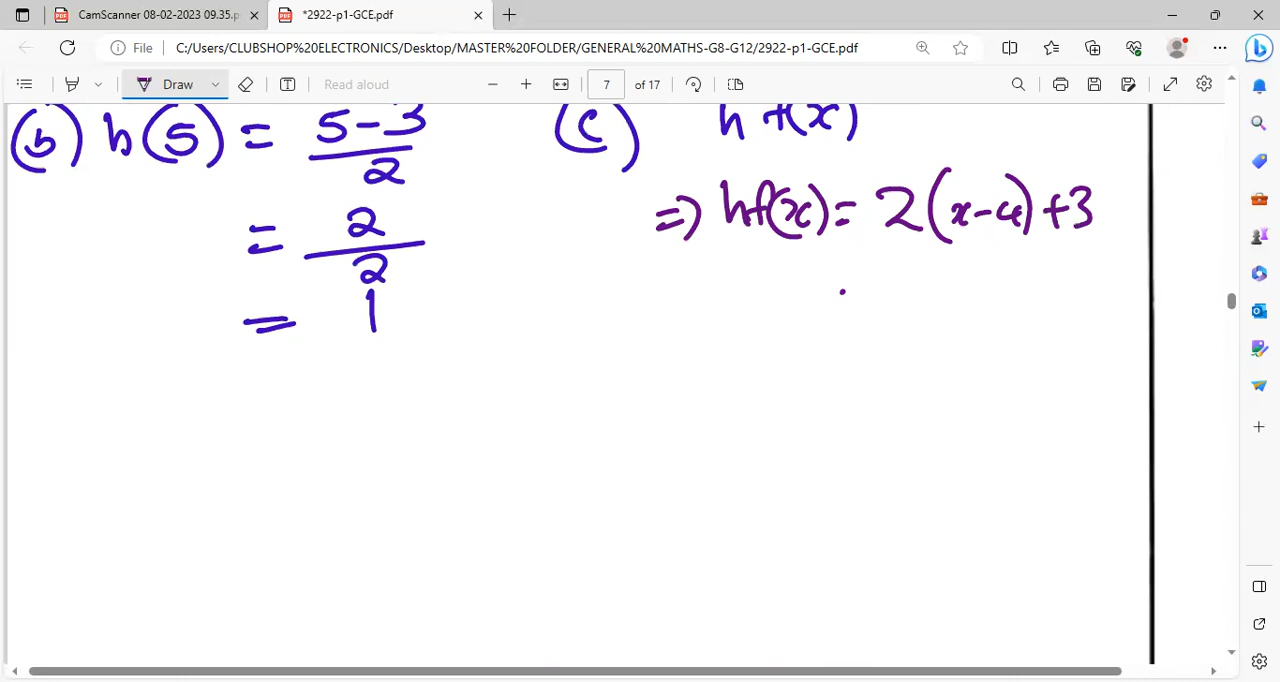 CamScanner 08-02-2023 09.35.p
*2922-p1-GCE.pdf
File
C:/Users/CLUBSHOP%20ELECTRONICS/Desktop/MASTER%20FOLDER/GENERAL%20MATHS-G8-G12/2922-p1-GCE.pdf
Draw
Read aloud
7 of 17
(b) h(5) = 5-3 / 2
= 2 / 2
= 1
(c) h f(x)
=> hf(x) = 2(x-4)+3